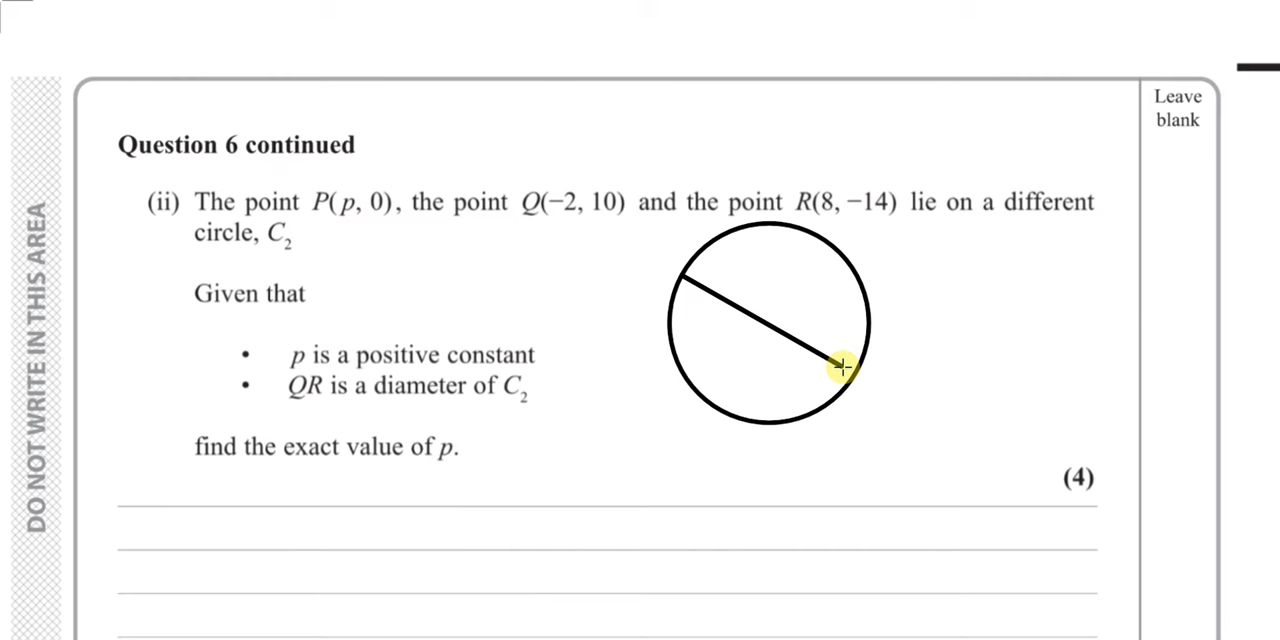 Leave
blank
Question 6 continued
(ii) The point P(p, 0), the point Q(−2, 10) and the point R(8, −14) lie on a different
circle, C₂
Given that
• p is a positive constant
• QR is a diameter of C₂
find the exact value of p.
(4)
DO NOT WRITE IN THIS AREA